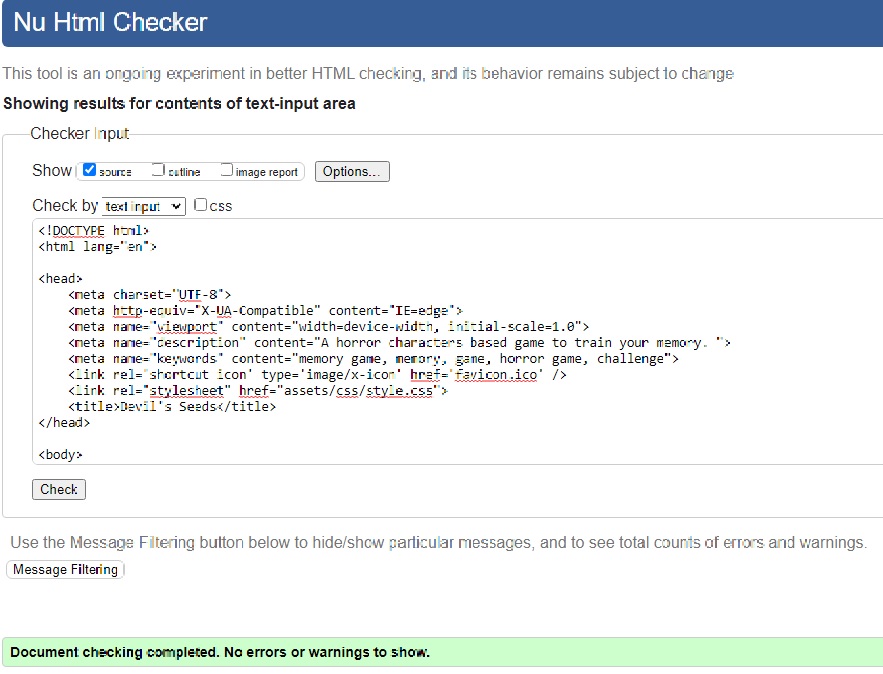 Nu Html Checker
This tool is an ongoing experiment in better HTML checking, and its behavior remains subject to change
Showing results for contents of text-input area
Checker Input
Show source outline image report Options...
Check by text input css
<!DOCTYPE html>
<html lang="en">
<head>
<meta charset="UTF-8">
<meta http-equiv="X-UA-Compatible" content="IE=edge">
<meta name="viewport" content="width=device-width, initial-scale=1.0">
<meta name="description" content="A horror characters based game to train your memory. ">
<meta name="keywords" content="memory game, memory, game, horror game, challenge">
<link rel='shortcut icon' type='image/x-icon' href='favicon.ico' />
<link rel="stylesheet" href="assets/css/style.css">
<title>Devil's Seeds</title>
</head>
<body>
Check
Use the Message Filtering button below to hide/show particular messages, and to see total counts of errors and warnings.
Message Filtering
Document checking completed. No errors or warnings to show.